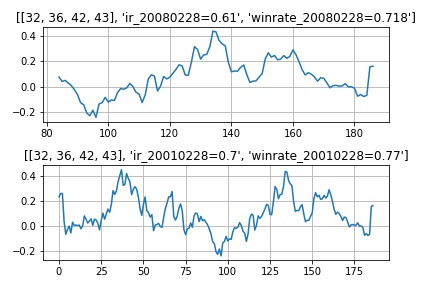 [[32, 36, 42, 43], 'ir_20080228=0.61', 'winrate_20080228=0.718']
0.4
0.2
0.0
−0.2
80 100 120 140 160 180
[[32, 36, 42, 43], 'ir_20010228=0.7', 'winrate_20010228=0.77']
0.4
0.2
0.0
−0.2
0 25 50 75 100 125 150 175